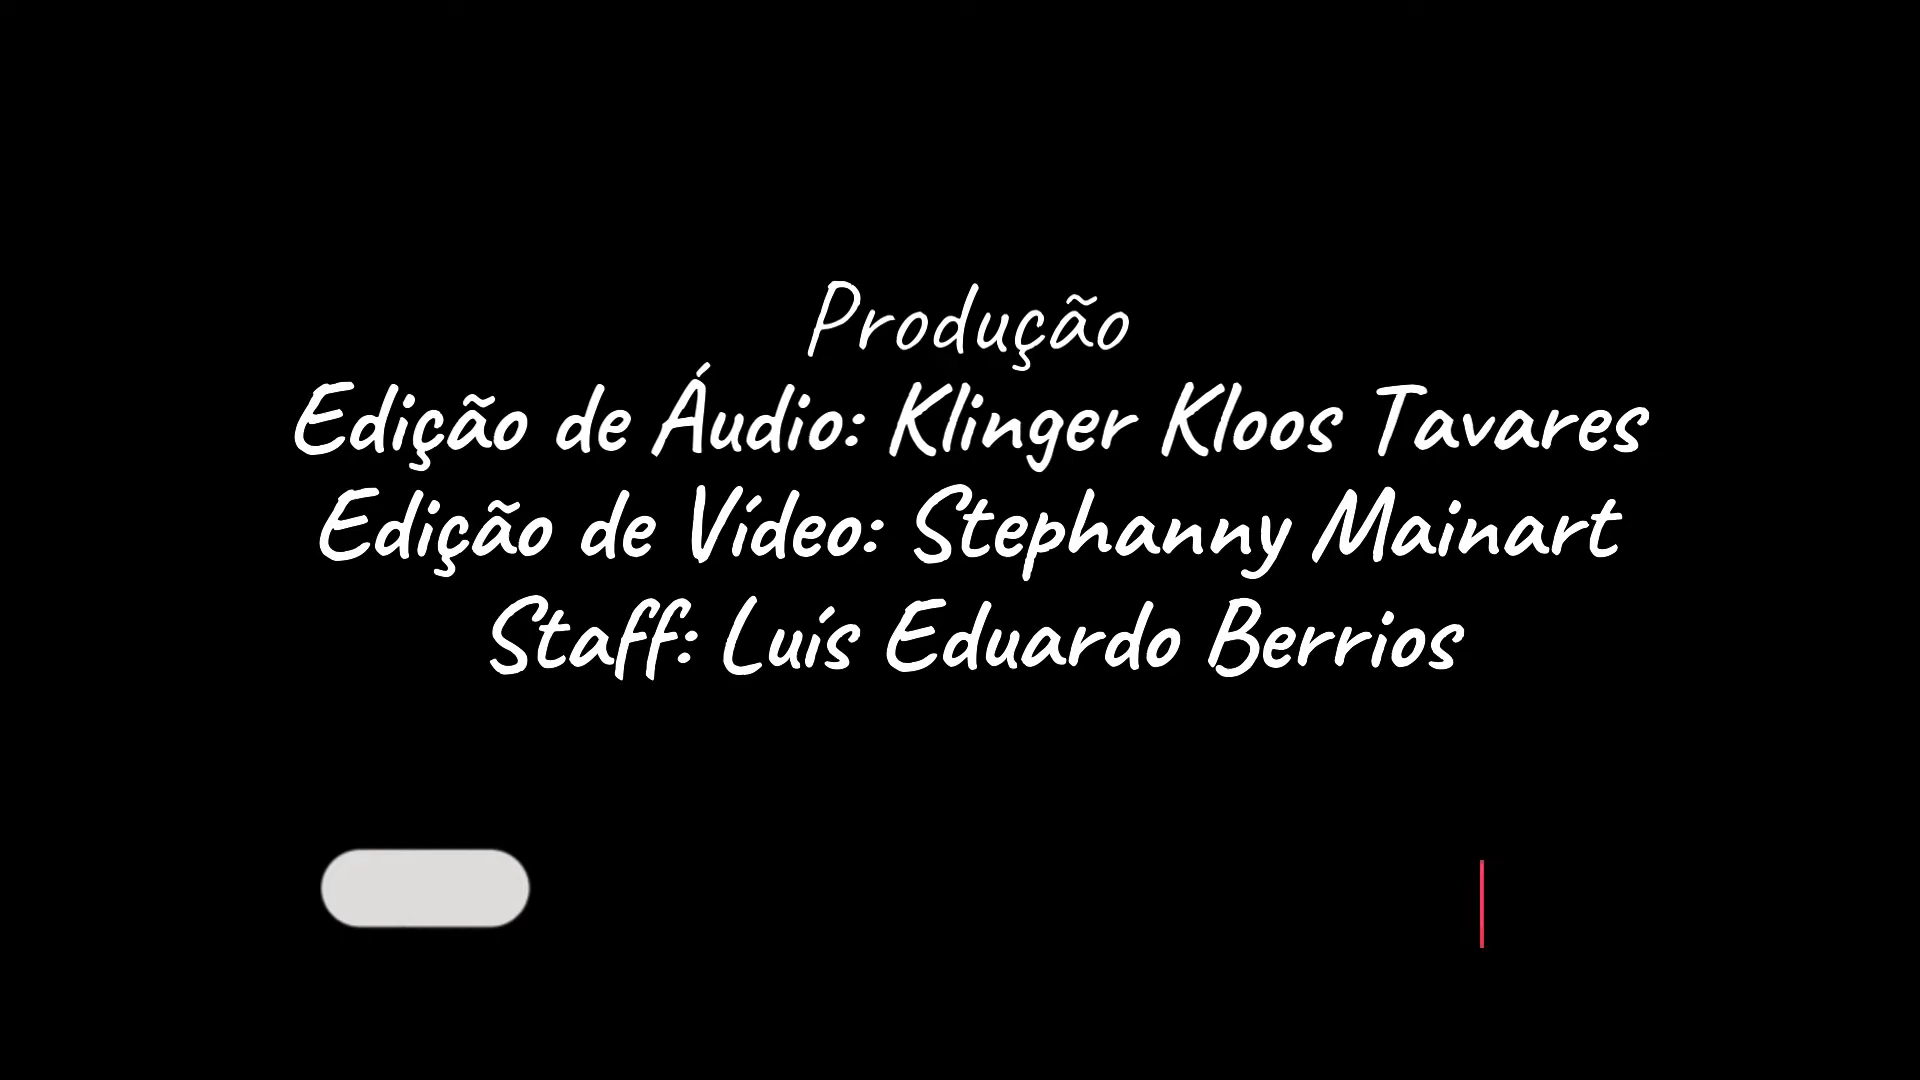 Produção
Edição de Áudio: Klinger Kloos Tavares
Edição de Vídeo: Stephanny Mainart
Staff: Luís Eduardo Berrios